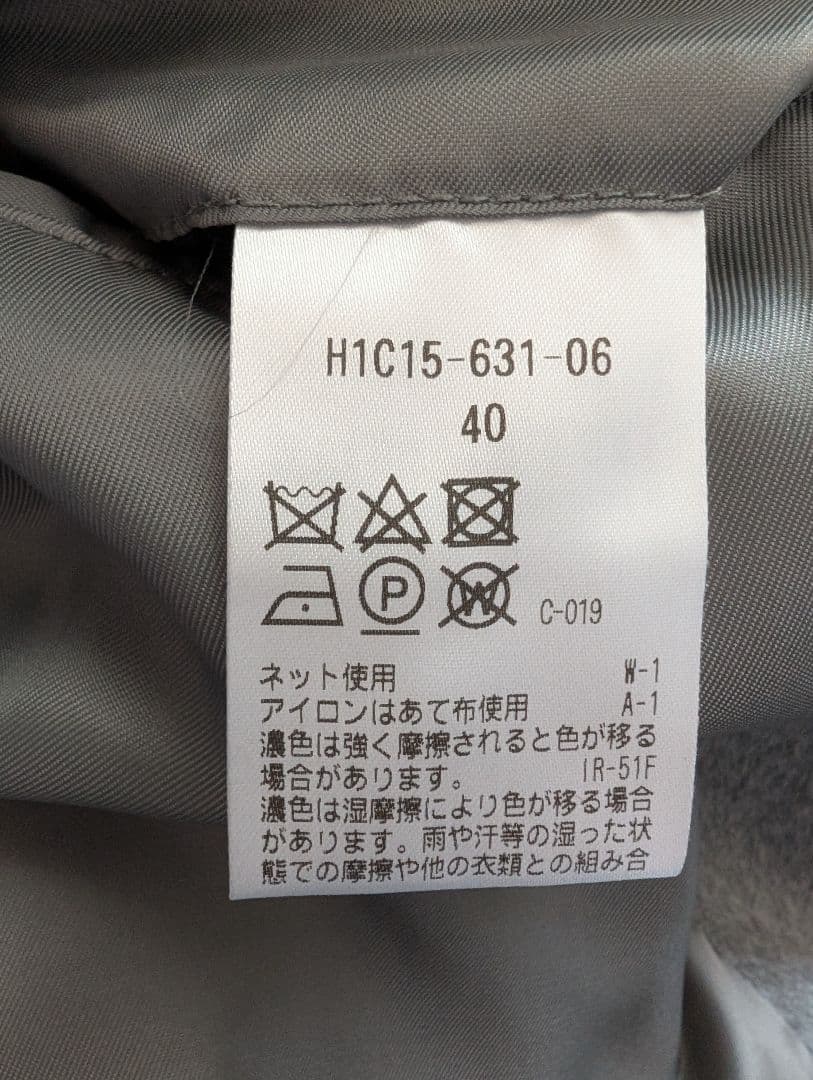 H1C15-631-06
40
P
W
C-019
ネット使用 W-1
アイロンはあて布使用 A-1
濃色は強く摩擦されると色が移る
場合があります。 IR-51F
濃色は湿摩擦により色が移る場合
があります。雨や汗等の湿った状
態での摩擦や他の衣類との組み合